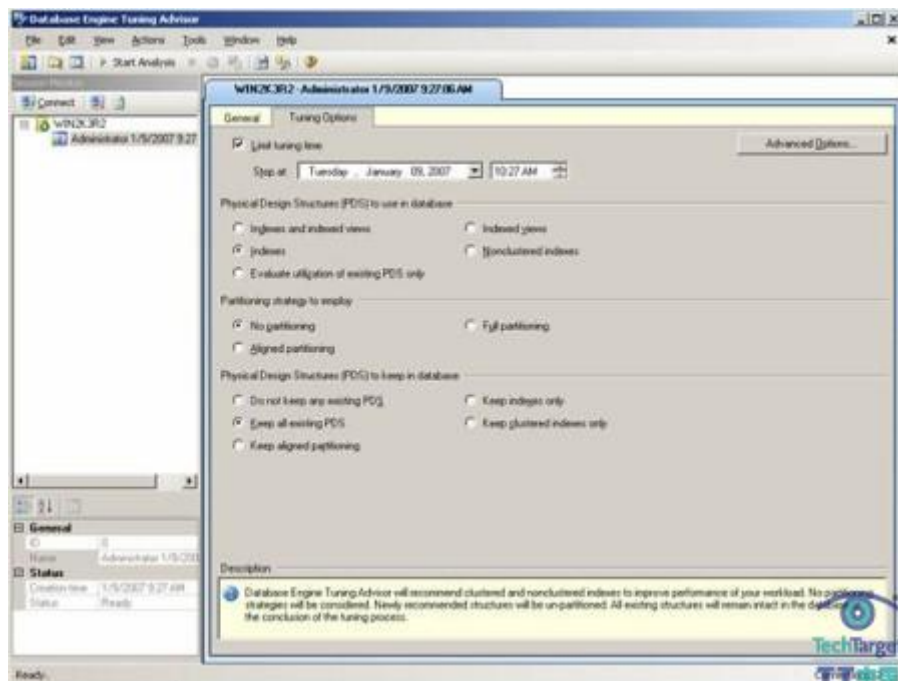 Database Engine Tuning Advisor
File Edit View Actions Tools Window Help
Start Analysis
Connect
WIN2K3R2
Administrator 1/9/2007 9:27
WIN2K3R2 - Administrator 1/9/2007 9:27:06 AM
General Tuning Options
Limit tuning time
Advanced Options...
Stop at: Tuesday , January 09, 2007 10:27 AM
Physical Design Structures (PDS) to use in database
Indexes and indexed views Indexed views
Indexes Nonclustered indexes
Evaluate utilization of existing PDS only
Partitioning strategy to employ
No partitioning Full partitioning
Aligned partitioning
Physical Design Structures (PDS) to keep in database
Do not keep any existing PDS Keep indexes only
Keep all existing PDS Keep clustered indexes only
Keep aligned partitioning
General
ID 0
Name Administrator 1/9/200
Status
Creation time 1/9/2007 9:27 AM
Status Ready
Description
Database Engine Tuning Advisor will recommend clustered and nonclustered indexes to improve performance of your workload. No partitioning
strategies will be considered. Newly recommended structures will be un-partitioned. All existing structures will remain intact in the database
the conclusion of the tuning process.
TechTarget
Ready.